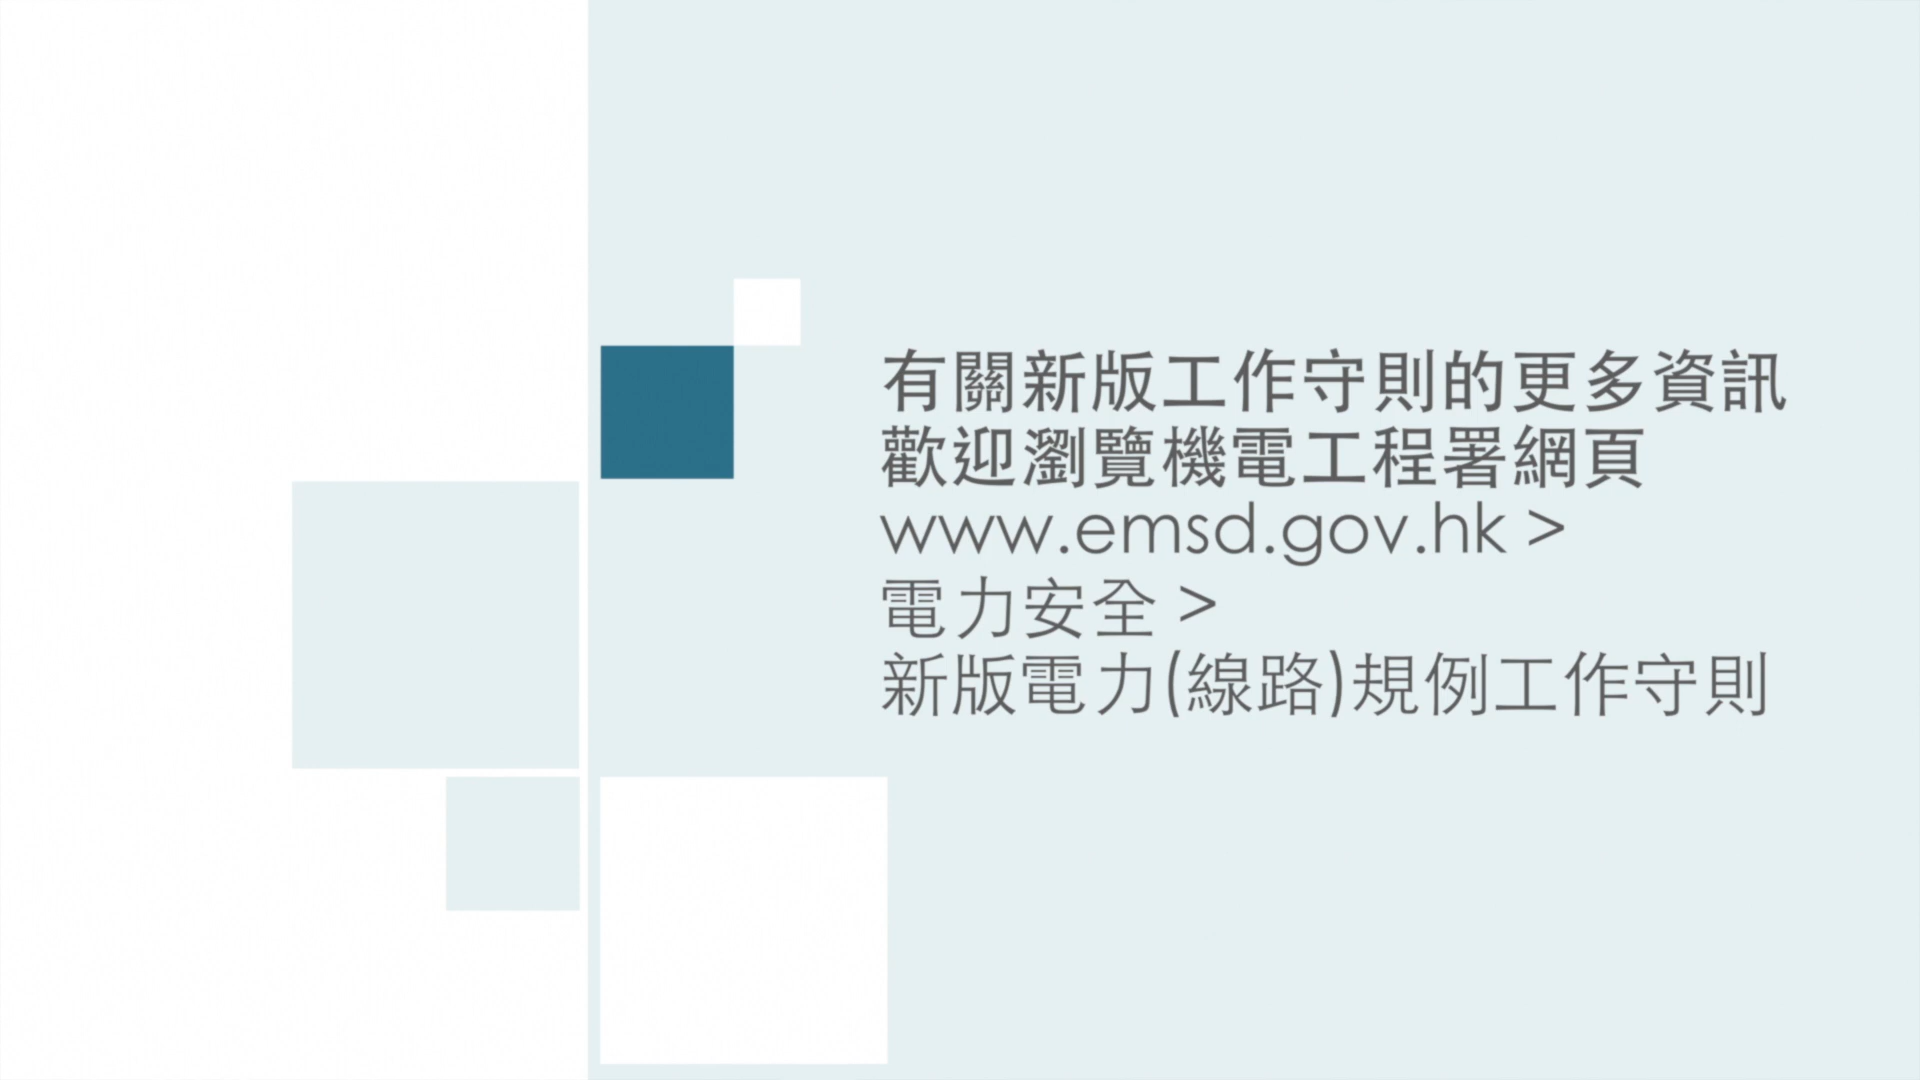 有關新版工作守則的更多資訊
歡迎瀏覽機電工程署網頁
www.emsd.gov.hk >
電力安全 >
新版電力(線路)規例工作守則